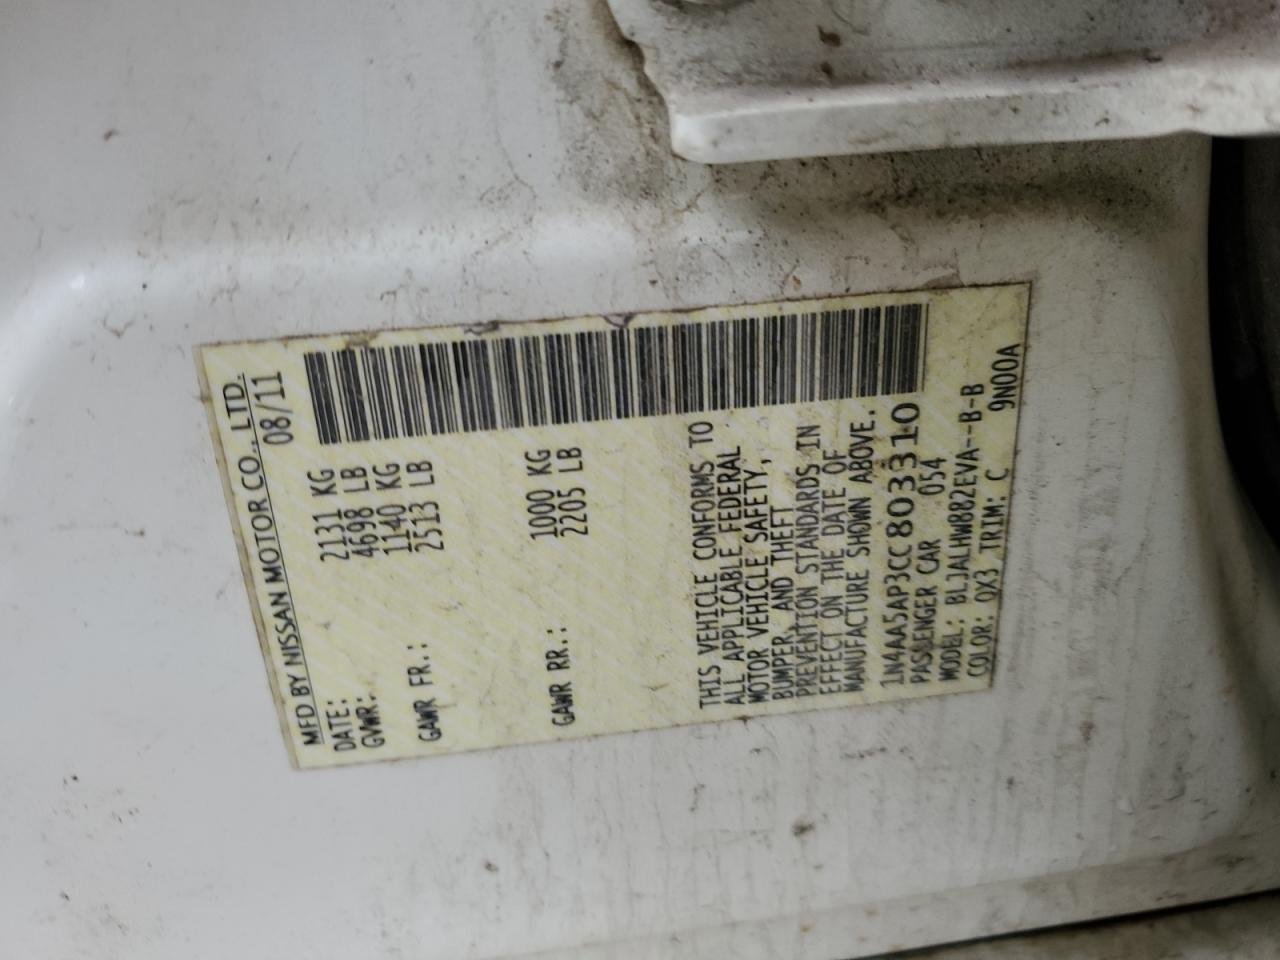 MFD BY NISSAN MOTOR CO., LTD.
DATE: 08/11
GVWR: 2131 KG
4698 LB
GAWR FR.: 1140 KG
2513 LB
GAWR RR.: 1000 KG
2205 LB
THIS VEHICLE CONFORMS TO
ALL APPLICABLE FEDERAL
MOTOR VEHICLE SAFETY,
BUMPER, AND THEFT
PREVENTION STANDARDS IN
EFFECT ON THE DATE OF
MANUFACTURE SHOWN ABOVE.
1N4AA5AP3CC803310
PASSENGER CAR 054
MODEL: BLJALHW882EVA--B-B
COLOR: QX3 TRIM: C 9N00A